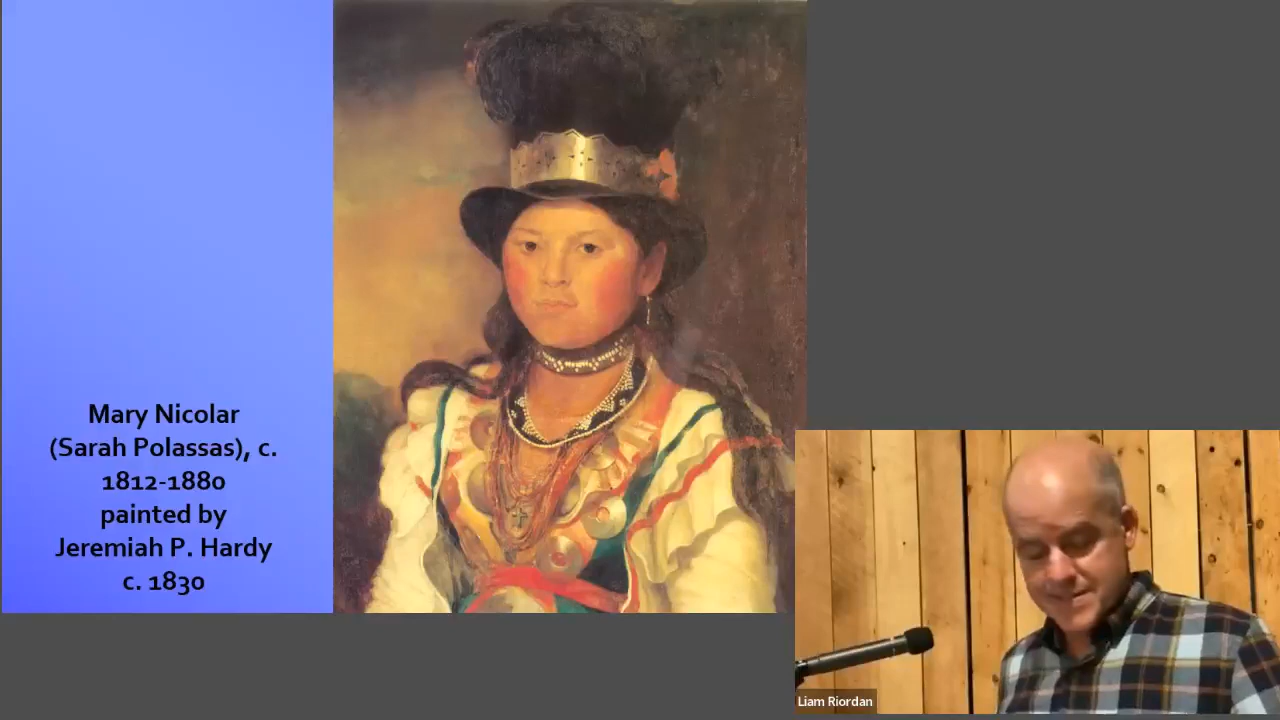 Mary Nicolar
(Sarah Polassas), c.
1812-1880
painted by
Jeremiah P. Hardy
c. 1830
Liam Riordan